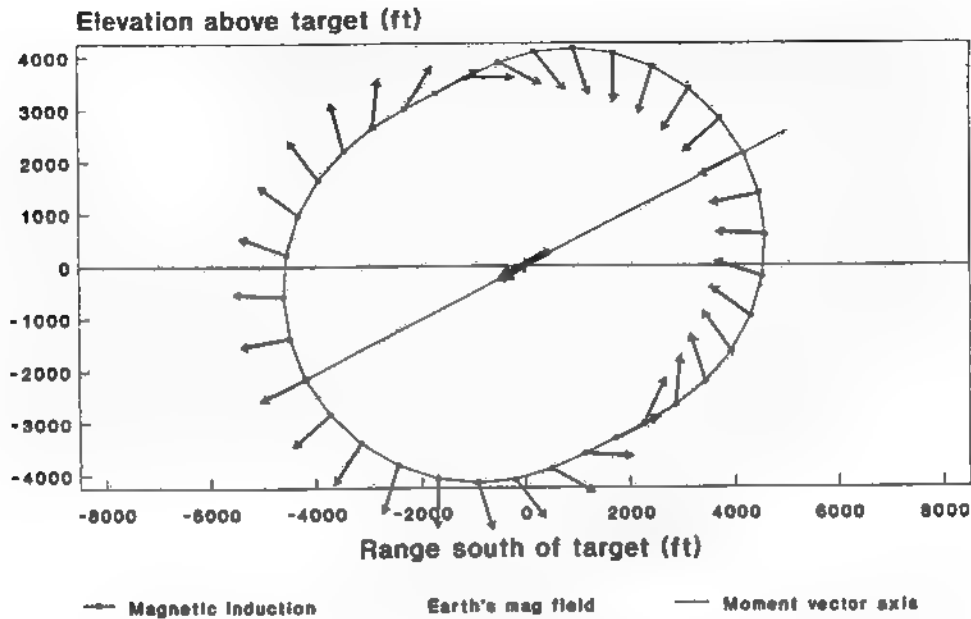 Elevation above target (ft)
4000
3000
2000
1000
0
-1000
-2000
-3000
-4000
-8000 -6000 -4000 -2000 0 2000 4000 6000 8000
Range south of target (ft)
Magnetic induction Earth's mag field Moment vector axis